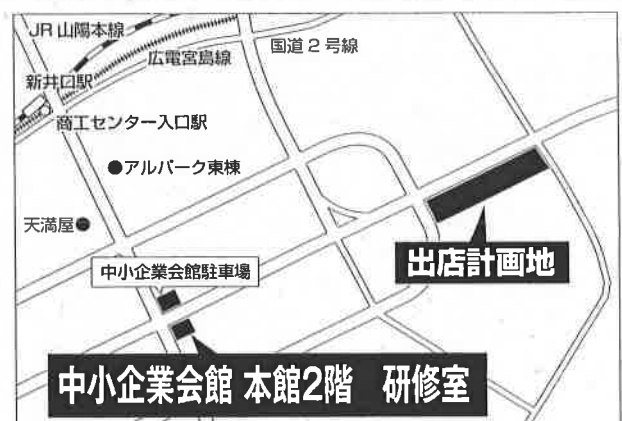 JR 山陽本線
広電宮島線
国道 2 号線
新井口駅
商工センター入口駅
●アルパーク東棟
天満屋●
中小企業会館駐車場
出店計画地
中小企業会館 本館2階 研修室